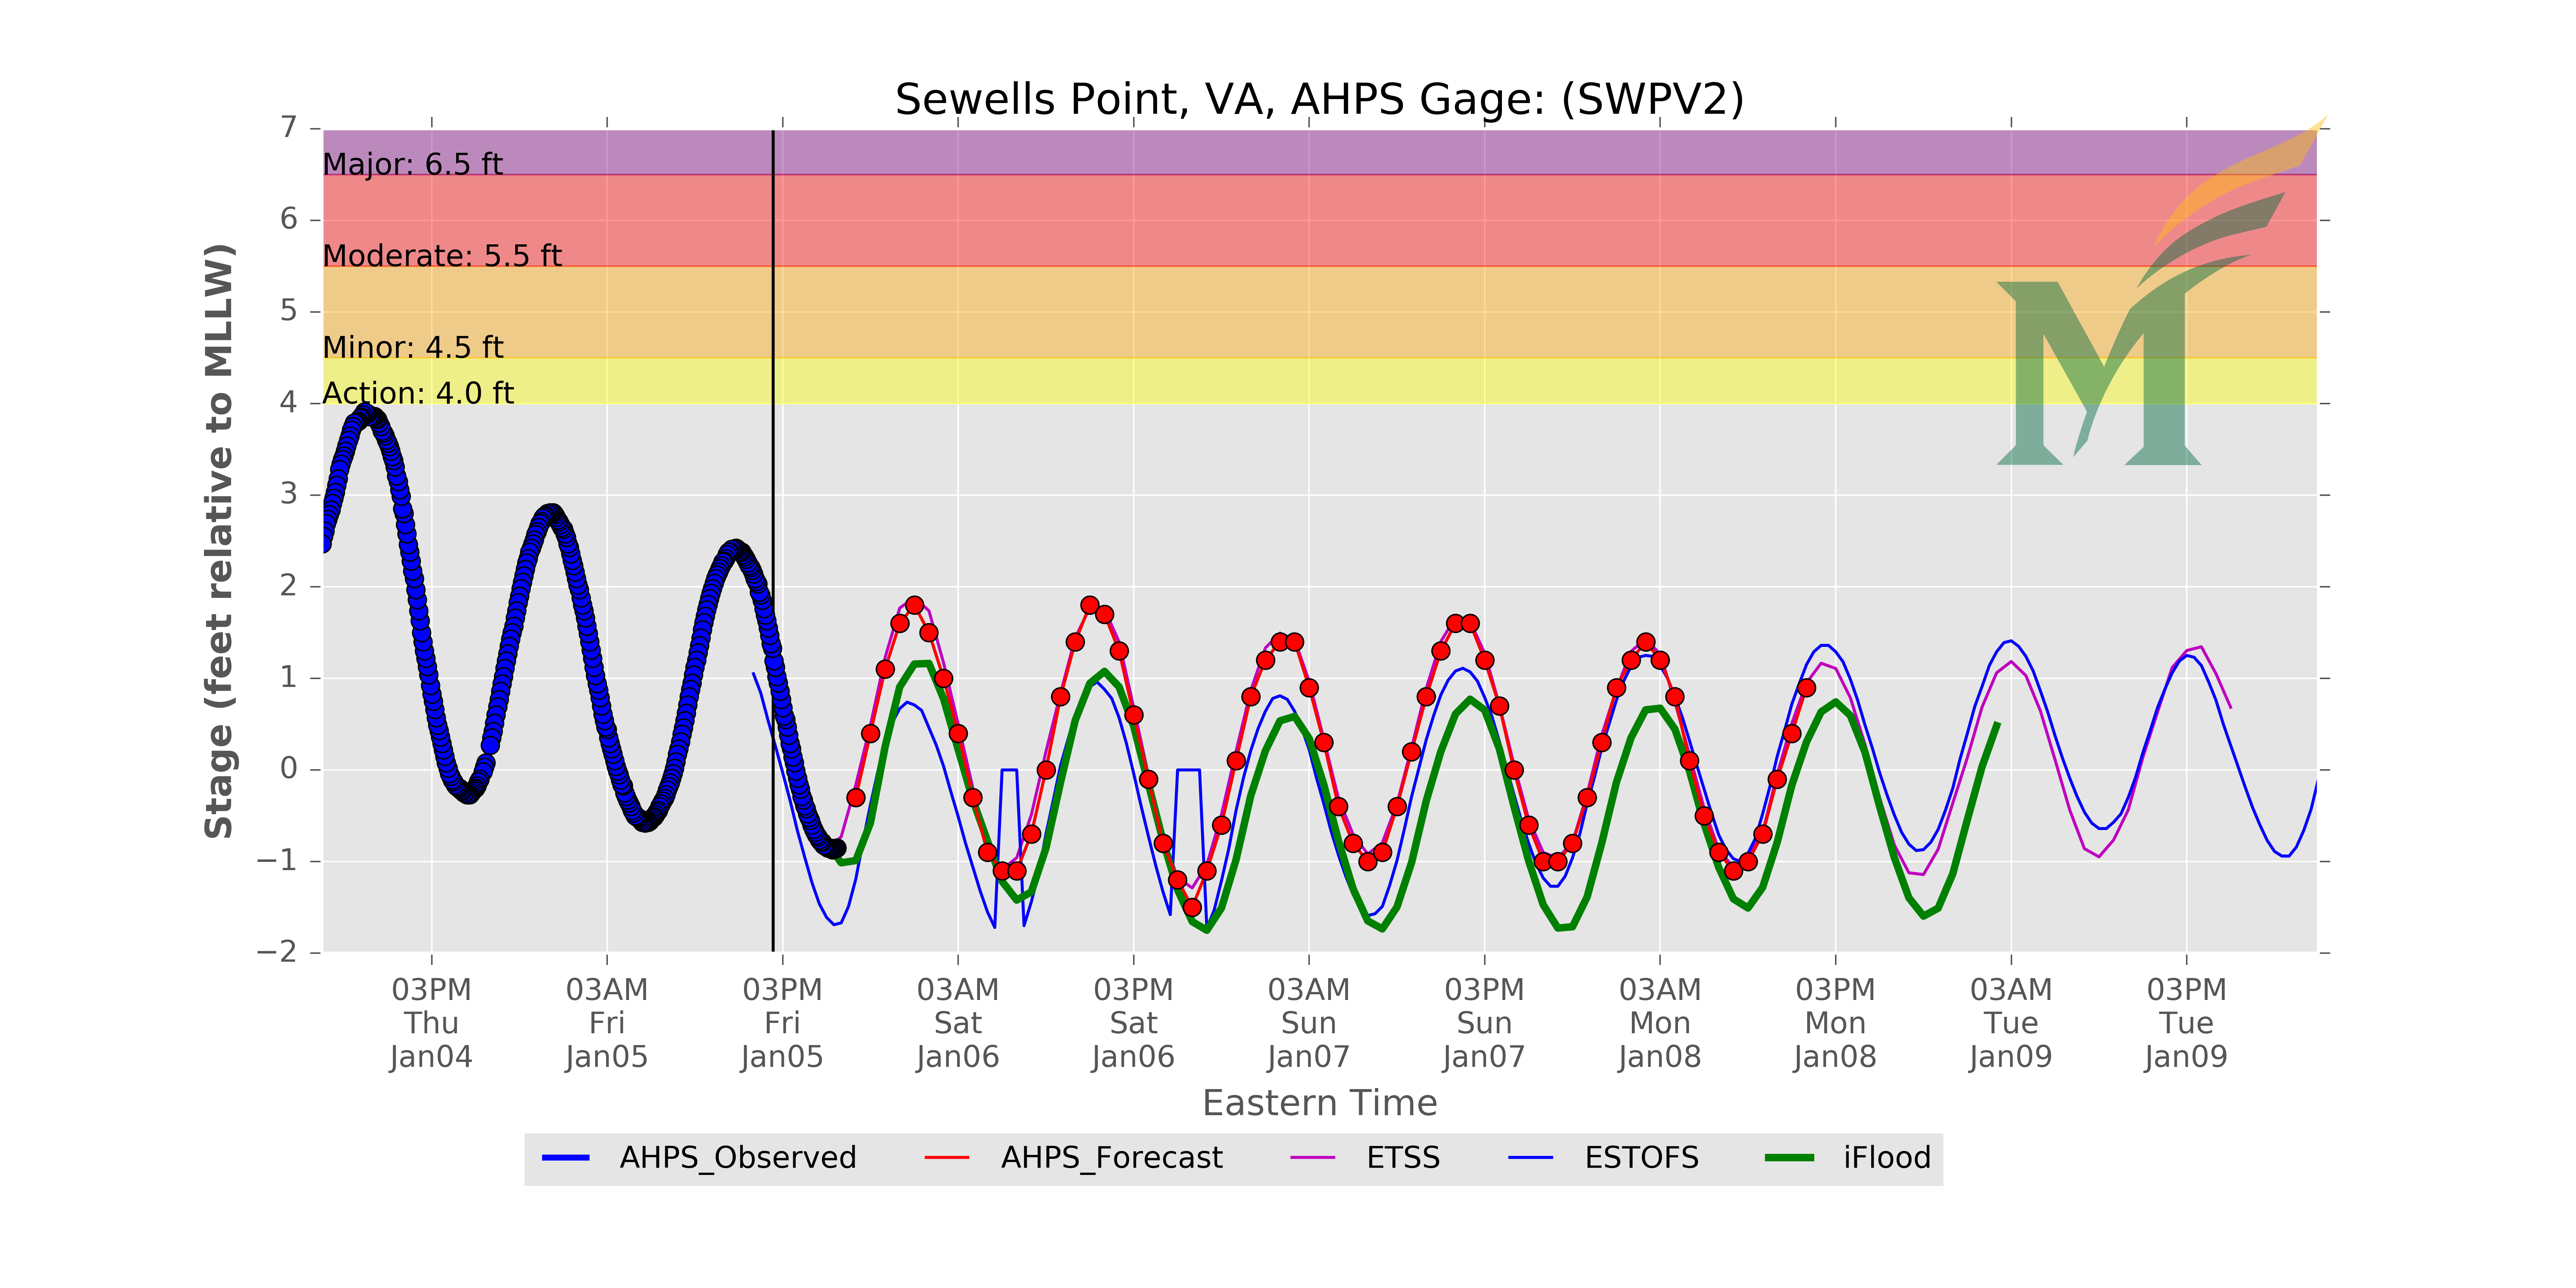 Sewells Point, VA, AHPS Gage: (SWPV2)
7
Major: 6.5 ft
6
Moderate: 5.5 ft
5
Minor: 4.5 ft
Action: 4.0 ft
4
3
2
1
0
−1
−2
Stage (feet relative to MLLW)
03PM 03AM 03PM 03AM 03PM 03AM 03PM 03AM 03PM 03AM 03PM
Thu Fri Fri Sat Sat Sun Sun Mon Mon Tue Tue
Jan04 Jan05 Jan05 Jan06 Jan06 Jan07 Jan07 Jan08 Jan08 Jan09 Jan09
Eastern Time
AHPS_Observed AHPS_Forecast ETSS ESTOFS iFlood
M